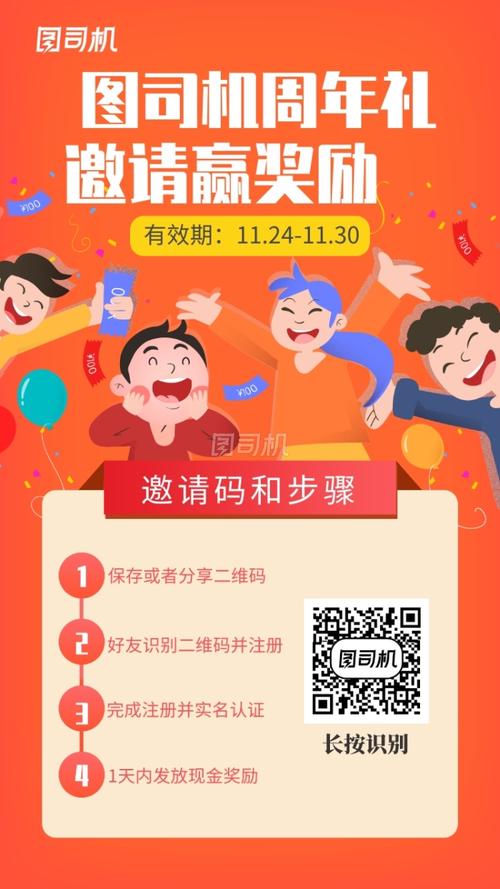 图司机
图司机周年礼
邀请赢奖励
有效期：11.24-11.30
¥100
¥100
¥100
¥100
图司机
邀请码和步骤
1 保存或者分享二维码
2 好友识别二维码并注册
3 完成注册并实名认证
4 1天内发放现金奖励
图司机
长按识别